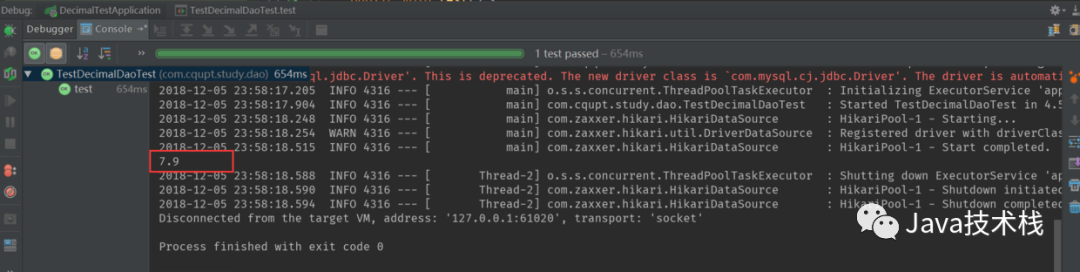 Debug: DecimalTestApplication TestDecimalDaoTest.test
Debugger Console
» 1 test passed – 654ms
TestDecimalDaoTest (com.cqupt.study.dao) 654ms
test 654ms
ql.jdbc.Driver'. This is deprecated. The new driver class is `com.mysql.cj.jdbc.Driver'. The driver is automati
2018-12-05 23:58:17.205 INFO 4316 --- [ main] o.s.s.concurrent.ThreadPoolTaskExecutor : Initializing ExecutorService 'app
2018-12-05 23:58:17.904 INFO 4316 --- [ main] com.cqupt.study.dao.TestDecimalDaoTest : Started TestDecimalDaoTest in 4.5
2018-12-05 23:58:18.248 INFO 4316 --- [ main] com.zaxxer.hikari.HikariDataSource : HikariPool-1 - Starting...
2018-12-05 23:58:18.254 WARN 4316 --- [ main] com.zaxxer.hikari.util.DriverDataSource : Registered driver with driverClas
2018-12-05 23:58:18.515 INFO 4316 --- [ main] com.zaxxer.hikari.HikariDataSource : HikariPool-1 - Start completed.
7.9
2018-12-05 23:58:18.588 INFO 4316 --- [ Thread-2] o.s.s.concurrent.ThreadPoolTaskExecutor : Shutting down ExecutorService 'ap
2018-12-05 23:58:18.590 INFO 4316 --- [ Thread-2] com.zaxxer.hikari.HikariDataSource : HikariPool-1 - Shutdown initiated
2018-12-05 23:58:18.594 INFO 4316 --- [ Thread-2] com.zaxxer.hikari.HikariDataSource : HikariPool-1 - Shutdown completed
Disconnected from the target VM, address: '127.0.0.1:61020', transport: 'socket'
Process finished with exit code 0
Java技术栈